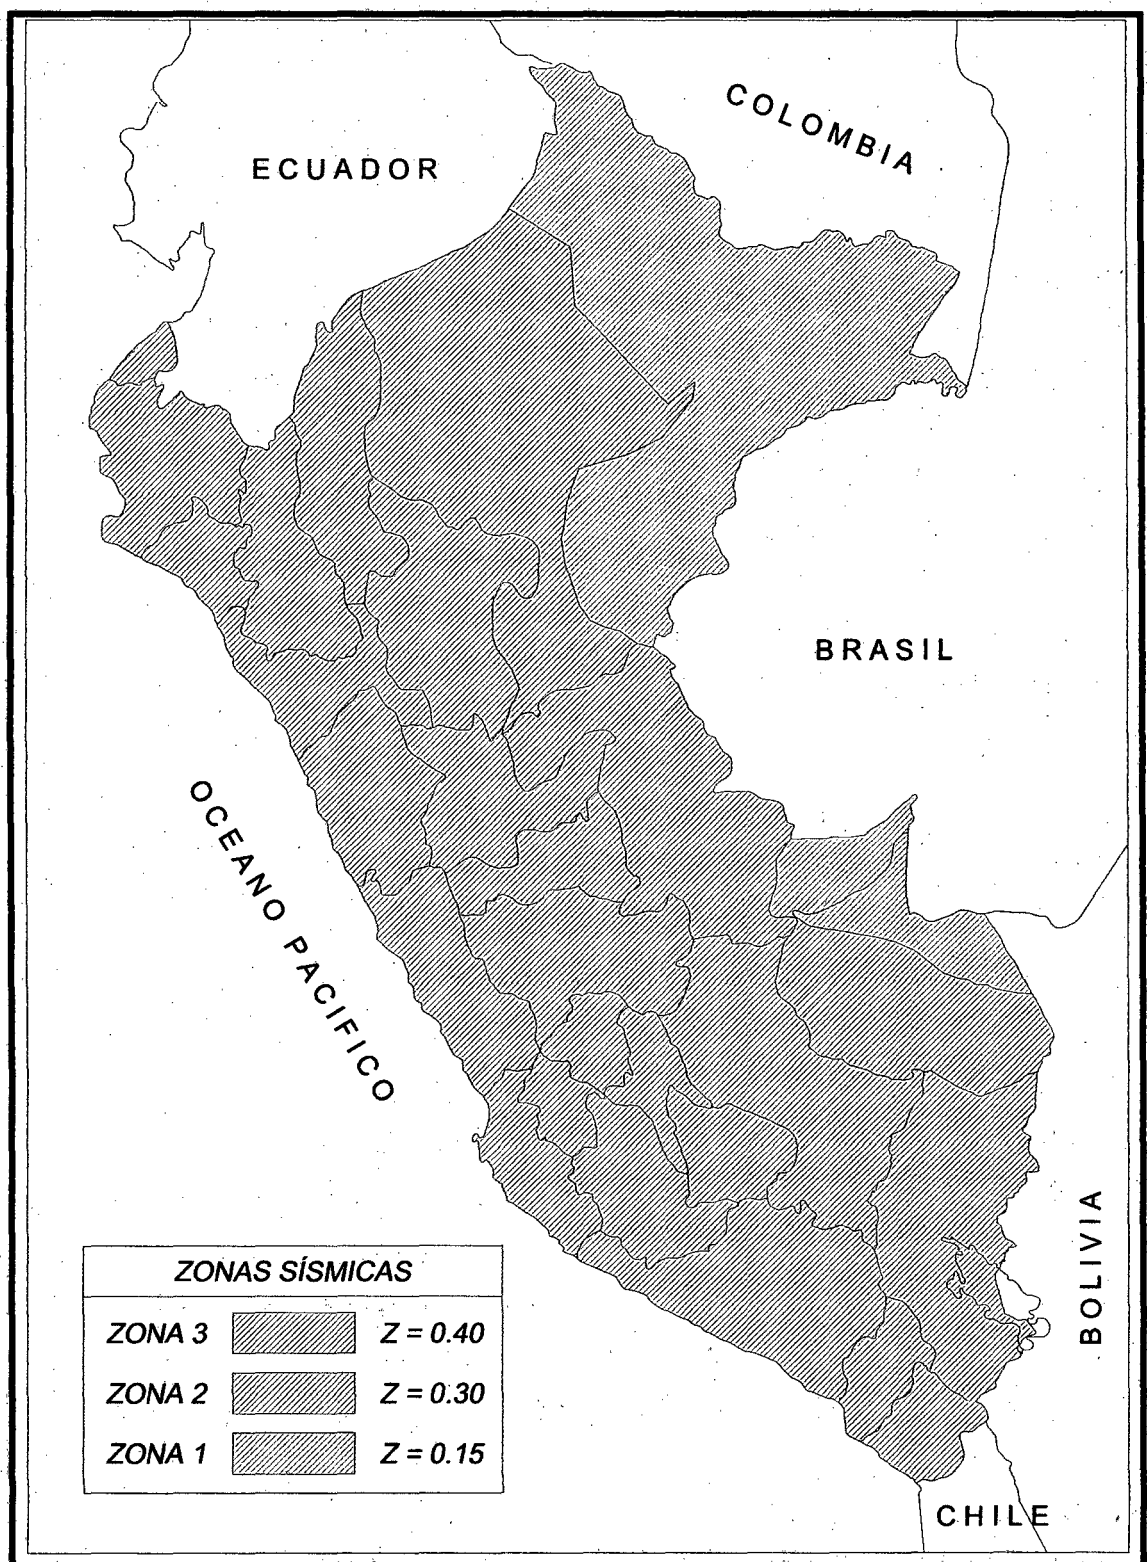 COLOMBIA
ECUADOR
BRASIL
OCEANO PACIFICO
BOLIVIA
ZONAS SÍSMICAS
ZONA 3 Z = 0.40
ZONA 2 Z = 0.30
ZONA 1 Z = 0.15
CHILE